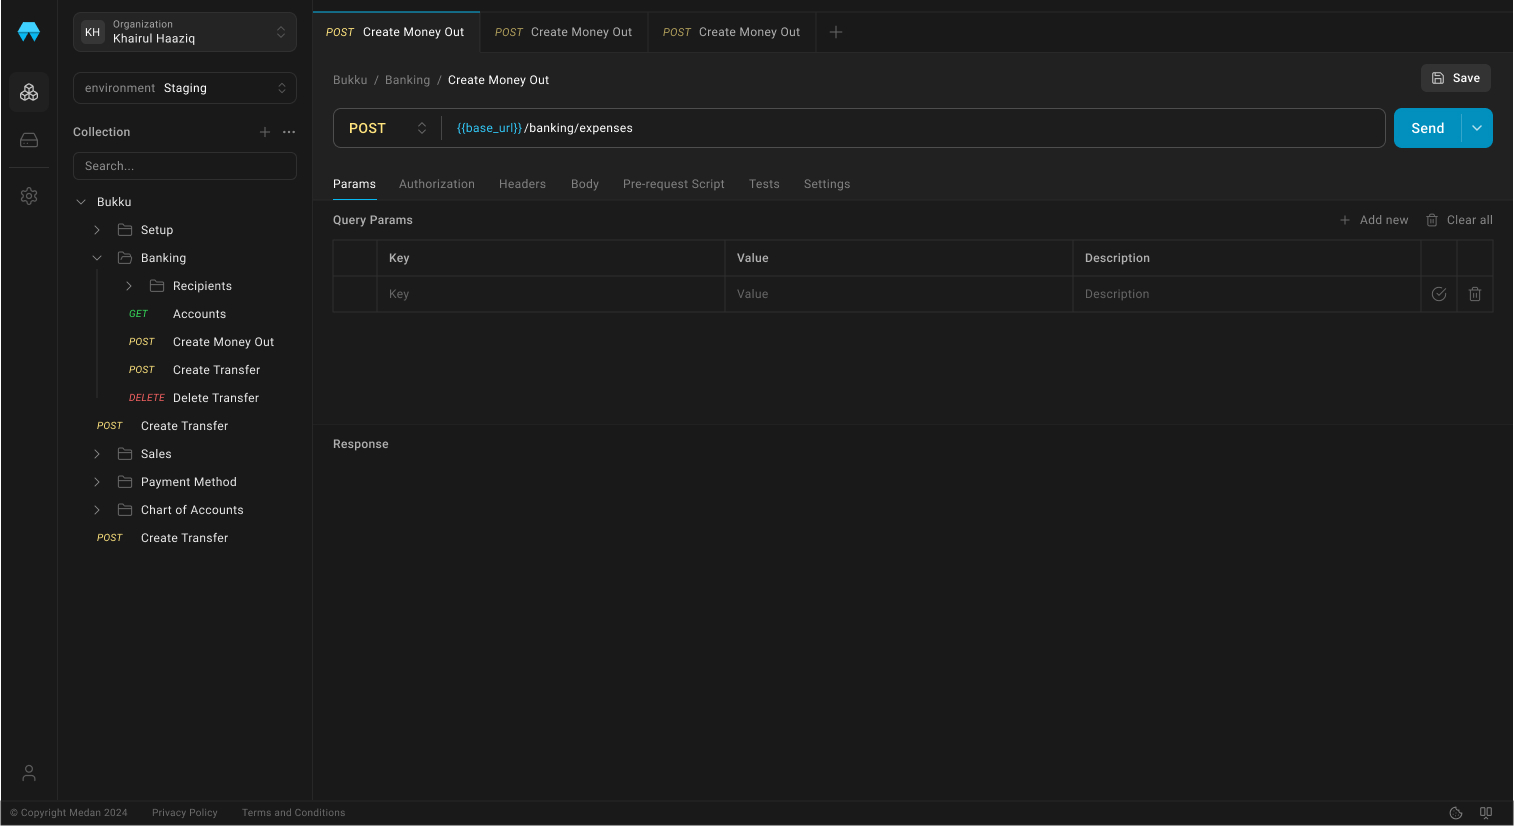 KH
Organization
Khairul Haaziq
environment Staging
Collection
Search...
Bukku
Setup
Banking
Recipients
GET Accounts
POST Create Money Out
POST Create Transfer
DELETE Delete Transfer
POST Create Transfer
Sales
Payment Method
Chart of Accounts
POST Create Transfer
POST Create Money Out
POST Create Money Out
POST Create Money Out
Bukku / Banking / Create Money Out
Save
POST {{base_url}}/banking/expenses
Send
Params Authorization Headers Body Pre-request Script Tests Settings
Query Params
Add new Clear all
Key Value Description
Key Value Description
Response
© Copyright Medan 2024 Privacy Policy Terms and Conditions